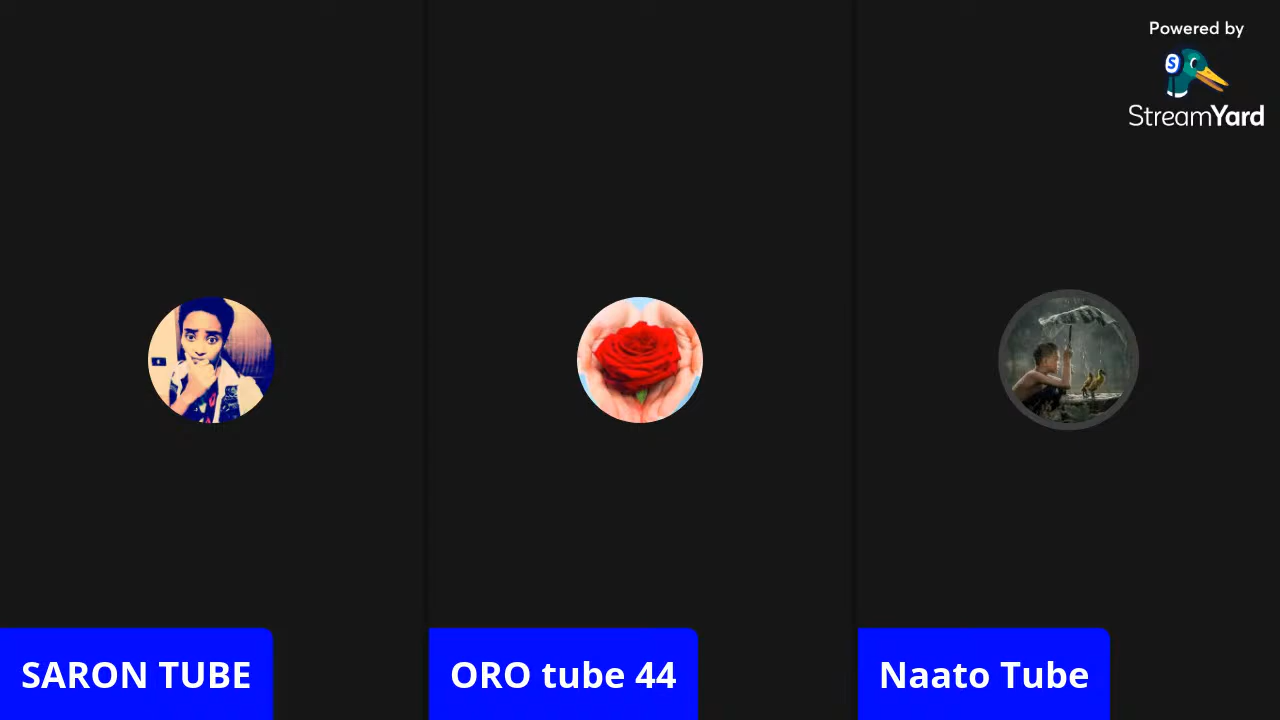 Powered by
S
StreamYard
SARON TUBE
ORO tube 44
Naato Tube